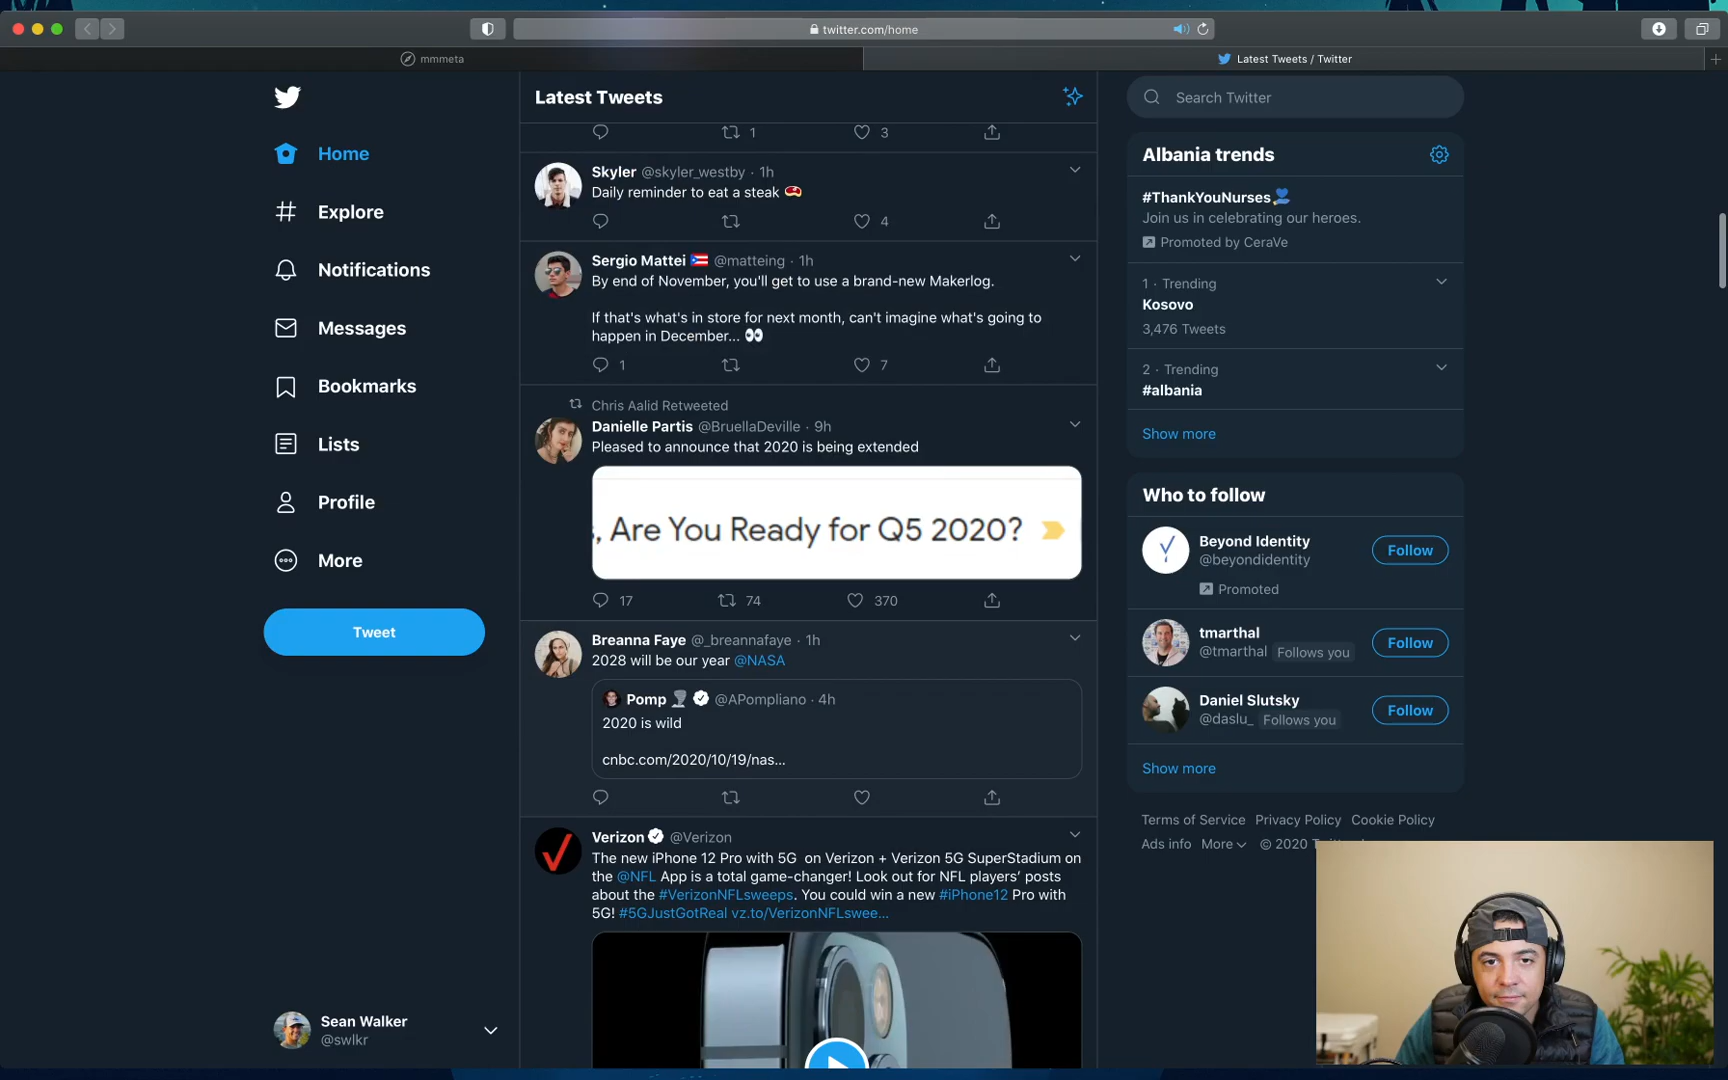 twitter.com/home
mmmeta
Latest Tweets / Twitter
Home
Explore
Notifications
Messages
Bookmarks
Lists
Profile
More
Tweet
Sean Walker
@swlkr
Latest Tweets
1
3
Skyler @skyler_westby · 1h
Daily reminder to eat a steak
4
Sergio Mattei @matteing · 1h
By end of November, you'll get to use a brand-new Makerlog.
If that's what's in store for next month, can't imagine what's going to
happen in December...
1
7
Chris Aalid Retweeted
Danielle Partis @BruellaDeville · 9h
Pleased to announce that 2020 is being extended
, Are You Ready for Q5 2020?
17
74
370
Breanna Faye @_breannafaye · 1h
2028 will be our year @NASA
Pomp @APompliano · 4h
2020 is wild
cnbc.com/2020/10/19/nas...
Verizon @Verizon
The new iPhone 12 Pro with 5G on Verizon + Verizon 5G SuperStadium on
the @NFL App is a total game-changer! Look out for NFL players’ posts
about the #VerizonNFLsweeps. You could win a new #iPhone12 Pro with
5G! #5GJustGotReal vz.to/VerizonNFLswee...
Search Twitter
Albania trends
#ThankYouNurses
Join us in celebrating our heroes.
Promoted by CeraVe
1 · Trending
Kosovo
3,476 Tweets
2 · Trending
#albania
Show more
Who to follow
Beyond Identity
@beyondidentity
Follow
Promoted
tmarthal
@tmarthal Follows you
Follow
Daniel Slutsky
@daslu_ Follows you
Follow
Show more
Terms of Service Privacy Policy Cookie Policy
Ads info More © 2020